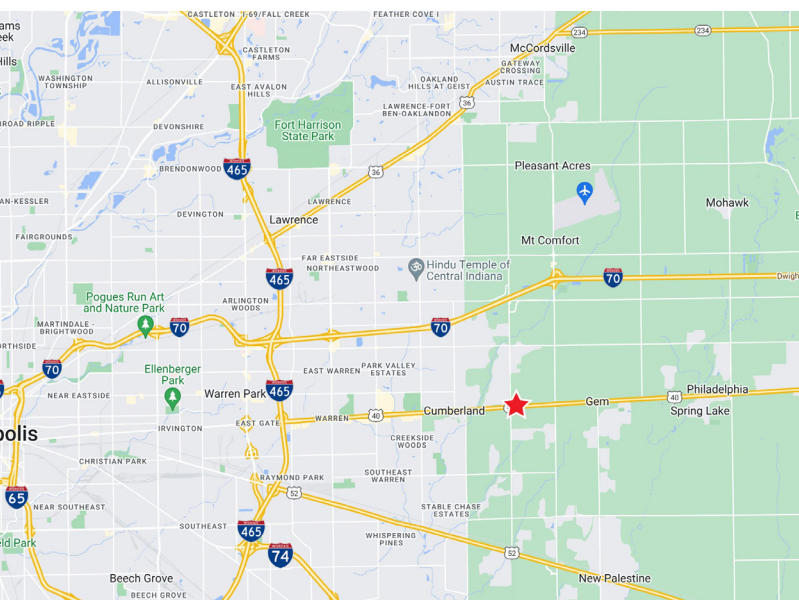 CASTLETON
I-69/FALL CREEK
FEATHER COVE I
234
234
McCordsville
CASTLETON
FARMS
GATEWAY
CROSSING
WASHINGTON
TOWNSHIP
ALLISONVILLE
EAST AVALON
HILLS
OAKLAND
HILLS AT GEIST
AUSTIN TRACE
36
LAWRENCE-FORT
BEN-OAKLANDON
ROAD RIPPLE
DEVONSHIRE
Fort Harrison
State Park
BRENDONWOOD
465
36
Pleasant Acres
AN-KESSLER
LAWRENCE
Mohawk
DEVINGTON
Lawrence
FAIRGROUNDS
Mt Comfort
FAR EASTSIDE
NORTHEASTWOOD
Hindu Temple of
Central Indiana
465
70
Dwigh
Pogues Run Art
and Nature Park
ARLINGTON
WOODS
MARTINDALE -
BRIGHTWOOD
70
70
ORTHSIDE
70
Ellenberger
Park
EAST WARREN
PARK VALLEY
ESTATES
NEAR EASTSIDE
Warren Park
465
Philadelphia
40
Gem
Spring Lake
Cumberland
40
WARREN
EAST GATE
IRVINGTON
polis
CREEKSIDE
WOODS
CHRISTIAN PARK
RAYMOND PARK
SOUTHEAST
WARREN
52
65
NEAR SOUTHEAST
STABLE CHASE
ESTATES
SOUTHEAST
465
WHISPERING
PINES
ld Park
74
52
Beech Grove
New Palestine
BEECH GROVE